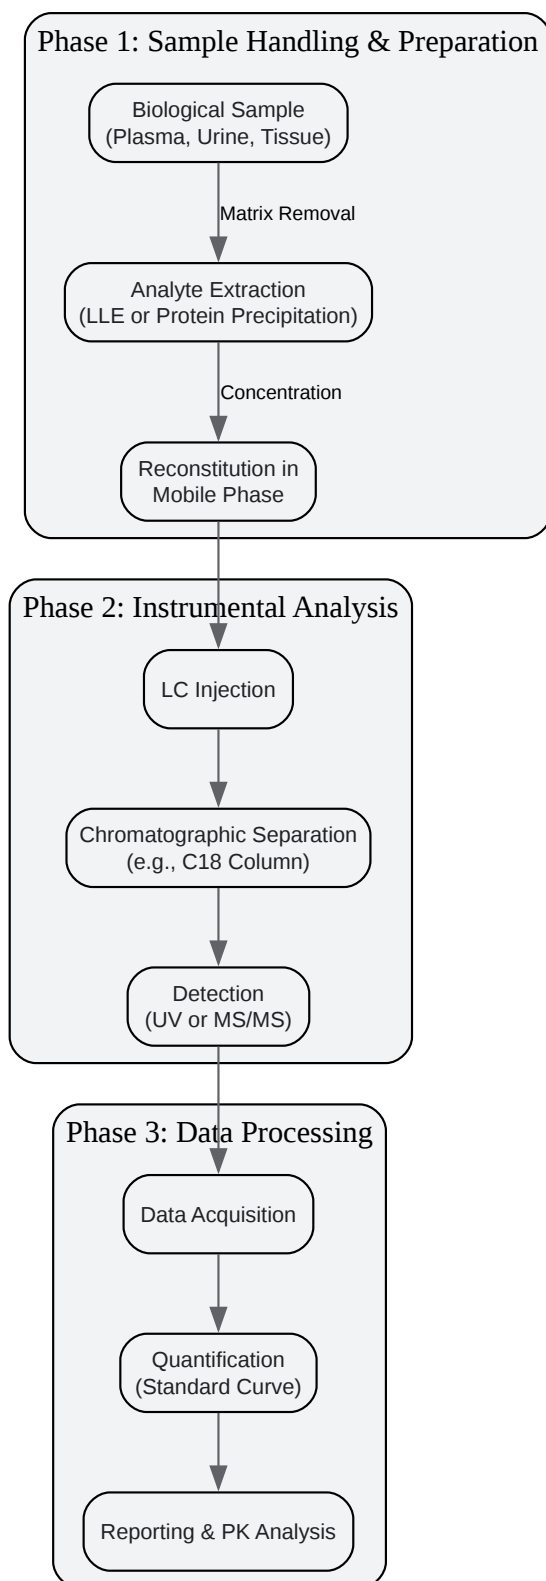 Phase 1: Sample Handling & Preparation
Biological Sample
(Plasma, Urine, Tissue)
Matrix Removal
Analyte Extraction
(LLE or Protein Precipitation)
Concentration
Reconstitution in
Mobile Phase
Phase 2: Instrumental Analysis
LC Injection
Chromatographic Separation
(e.g., C18 Column)
Detection
(UV or MS/MS)
Phase 3: Data Processing
Data Acquisition
Quantification
(Standard Curve)
Reporting & PK Analysis